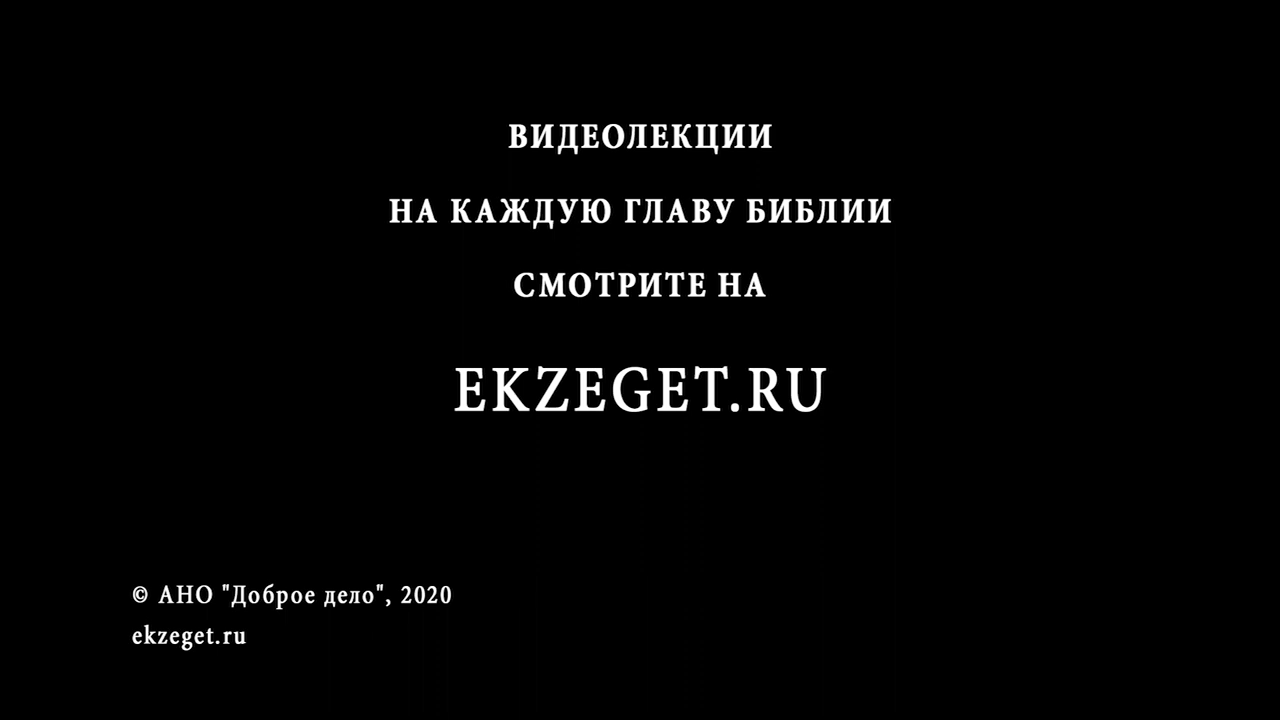 ВИДЕОЛЕКЦИИ
НА КАЖДУЮ ГЛАВУ БИБЛИИ
СМОТРИТЕ НА
EKZEGET.RU
© АНО "Доброе дело", 2020
ekzeget.ru